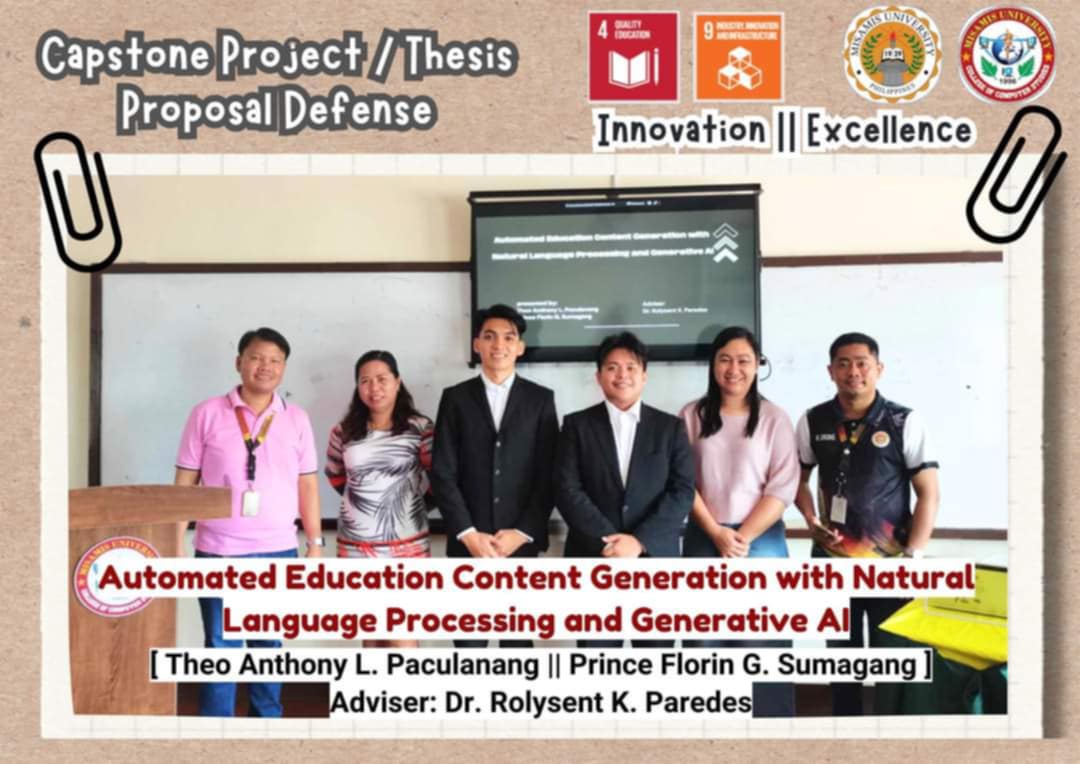 Capstone Project / Thesis
Proposal Defense
4 QUALITY
EDUCATION
9 INDUSTRY, INNOVATION
AND INFRASTRUCTURE
MISAMIS UNIVERSITY
1929
PHILIPPINES
MISAMIS UNIVERSITY
COLLEGE OF COMPUTER STUDIES
Innovation || Excellence
Automated Education Content Generation with
Natural Language Processing and Generative AI
presented by:
Theo Anthony L. Paculanang
Prince Florin G. Sumagang
Adviser:
Dr. Rolysent K. Paredes
MISAMIS
Automated Education Content Generation with Natural
Language Processing and Generative AI
[ Theo Anthony L. Paculanang || Prince Florin G. Sumagang ]
Adviser: Dr. Rolysent K. Paredes